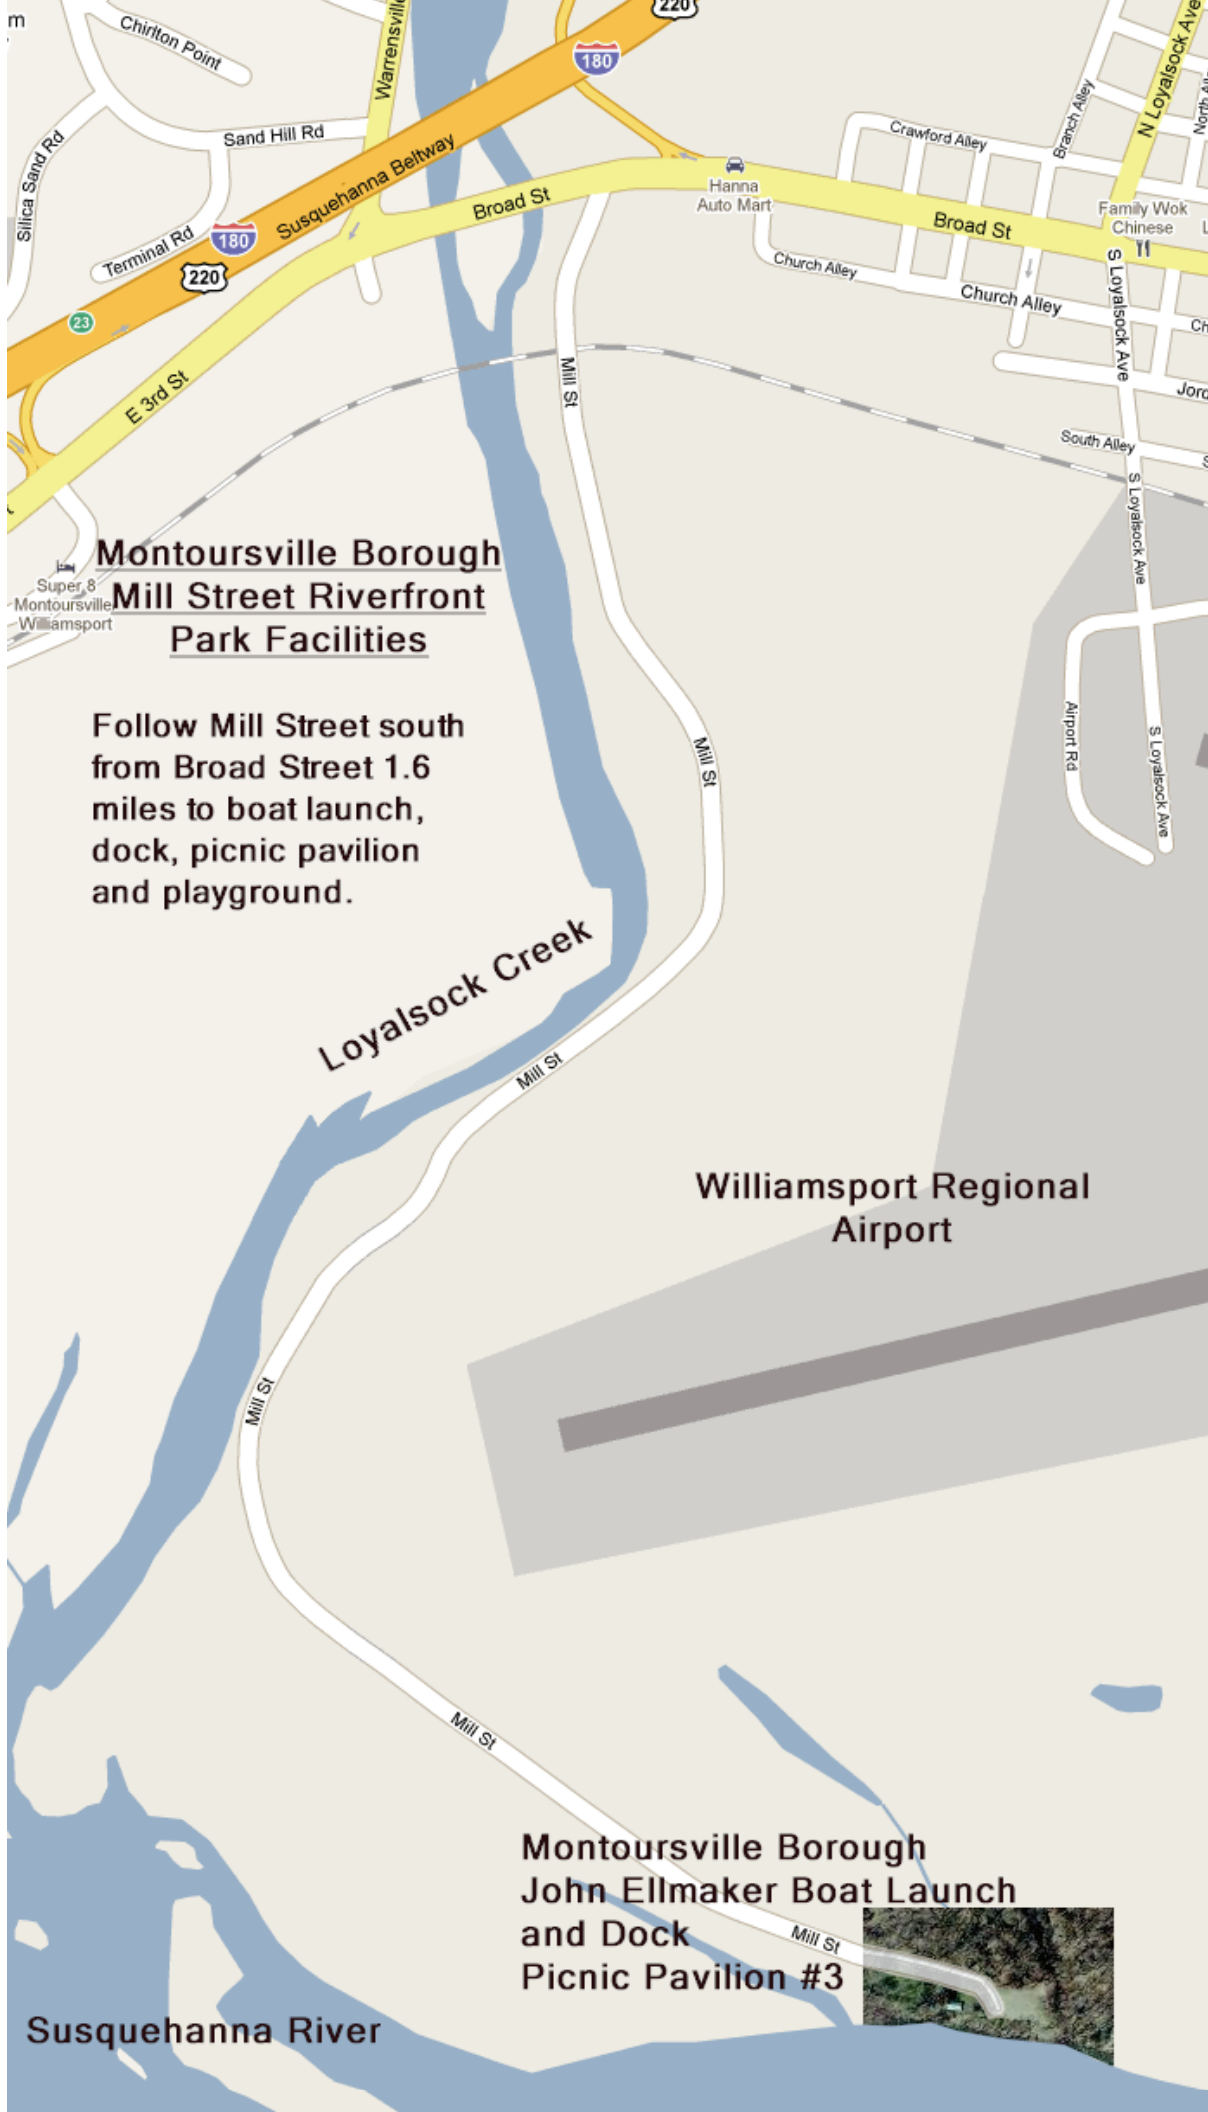 220
m
Chirlton Point
Warrensville
180
N Loyalsock Ave
Branch Alley
Crawford Alley
Sand Hill Rd
Silica Sand Rd
Susquehanna Beltway
Hanna
Auto Mart
Broad St
Broad St
Family Wok
Chinese
Terminal Rd
180
220
Church Alley
Church Alley
S Loyalsock Ave
23
Mill St
E 3rd St
South Alley
S Loyalsock Ave
Montoursville Borough
Mill Street Riverfront
Park Facilities
Super 8
Montoursville
Williamsport
Follow Mill Street south
from Broad Street 1.6
miles to boat launch,
dock, picnic pavilion
and playground.
Mill St
Airport Rd
S Loyalsock Ave
Loyalsock Creek
Mill St
Williamsport Regional
Airport
Mill St
Mill St
Montoursville Borough
John Ellmaker Boat Launch
and Dock
Picnic Pavilion #3
Mill St
Susquehanna River